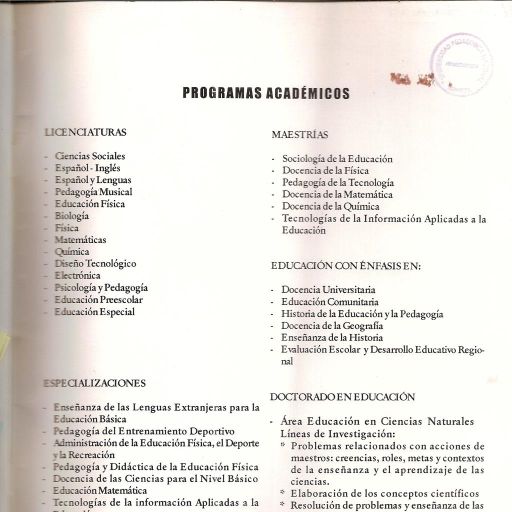 PROGRAMAS ACADÉMICOS
LICENCIATURAS
- Ciencias Sociales
- Español - Inglés
- Español y Lenguas
- Pedagogía Musical
- Educación Física
- Biología
- Física
- Matemáticas
- Química
- Diseño Tecnológico
- Electrónica
- Psicología y Pedagogía
- Educación Preescolar
- Educación Especial
ESPECIALIZACIONES
- Enseñanza de las Lenguas Extranjeras para la
Educación Básica
- Pedagogía del Entrenamiento Deportivo
- Administración de la Educación Física, el Deporte
y la Recreación
- Pedagogía y Didáctica de la Educación Física
- Docencia de las Ciencias para el Nivel Básico
- Educación Matemática
- Tecnologías de la información Aplicadas a la
MAESTRÍAS
- Sociología de la Educación
- Docencia de la Física
- Pedagogía de la Tecnología
- Docencia de la Matemática
- Docencia de la Química
- Tecnologías de la Información Aplicadas a la
Educación
EDUCACIÓN CON ÉNFASIS EN:
- Docencia Universitaria
- Educación Comunitaria
- Historia de la Educación y la Pedagogía
- Docencia de la Geografía
- Enseñanza de la Historia
- Evaluación Escolar y Desarrollo Educativo Regio-
nal
DOCTORADO EN EDUCACIÓN
- Área Educación en Ciencias Naturales
Líneas de Investigación:
* Problemas relacionados con acciones de
maestros: creencias, roles, metas y contextos
de la enseñanza y el aprendizaje de las
ciencias.
* Elaboración de los conceptos científicos
* Resolución de problemas y enseñanza de las